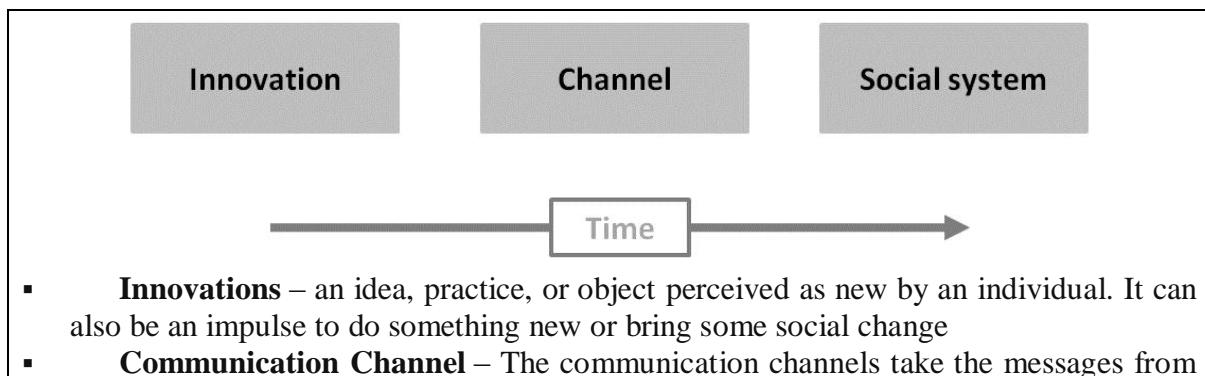 Innovation Channel Social system
Time
▪ Innovations – an idea, practice, or object perceived as new by an individual. It can
also be an impulse to do something new or bring some social change
▪ Communication Channel – The communication channels take the messages from